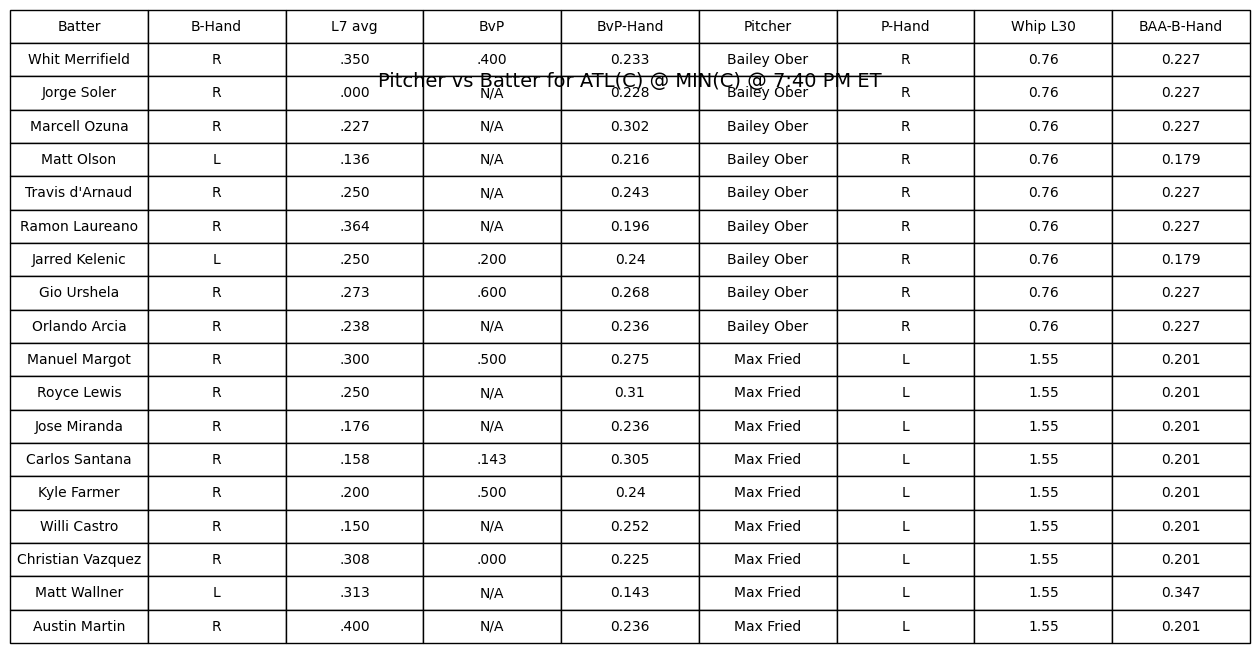 Batter B-Hand L7 avg BvP BvP-Hand Pitcher P-Hand Whip L30 BAA-B-Hand
Whit Merrifield R .350 .400 0.233 Bailey Ober R 0.76 0.227
Pitcher vs Batter for ATL(C) @ MIN(C) @ 7:40 PM ET
Jorge Soler R .000 N/A 0.228 Bailey Ober R 0.76 0.227
Marcell Ozuna R .227 N/A 0.302 Bailey Ober R 0.76 0.227
Matt Olson L .136 N/A 0.216 Bailey Ober R 0.76 0.179
Travis d'Arnaud R .250 N/A 0.243 Bailey Ober R 0.76 0.227
Ramon Laureano R .364 N/A 0.196 Bailey Ober R 0.76 0.227
Jarred Kelenic L .250 .200 0.24 Bailey Ober R 0.76 0.179
Gio Urshela R .273 .600 0.268 Bailey Ober R 0.76 0.227
Orlando Arcia R .238 N/A 0.236 Bailey Ober R 0.76 0.227
Manuel Margot R .300 .500 0.275 Max Fried L 1.55 0.201
Royce Lewis R .250 N/A 0.31 Max Fried L 1.55 0.201
Jose Miranda R .176 N/A 0.236 Max Fried L 1.55 0.201
Carlos Santana R .158 .143 0.305 Max Fried L 1.55 0.201
Kyle Farmer R .200 .500 0.24 Max Fried L 1.55 0.201
Willi Castro R .150 N/A 0.252 Max Fried L 1.55 0.201
Christian Vazquez R .308 .000 0.225 Max Fried L 1.55 0.201
Matt Wallner L .313 N/A 0.143 Max Fried L 1.55 0.347
Austin Martin R .400 N/A 0.236 Max Fried L 1.55 0.201